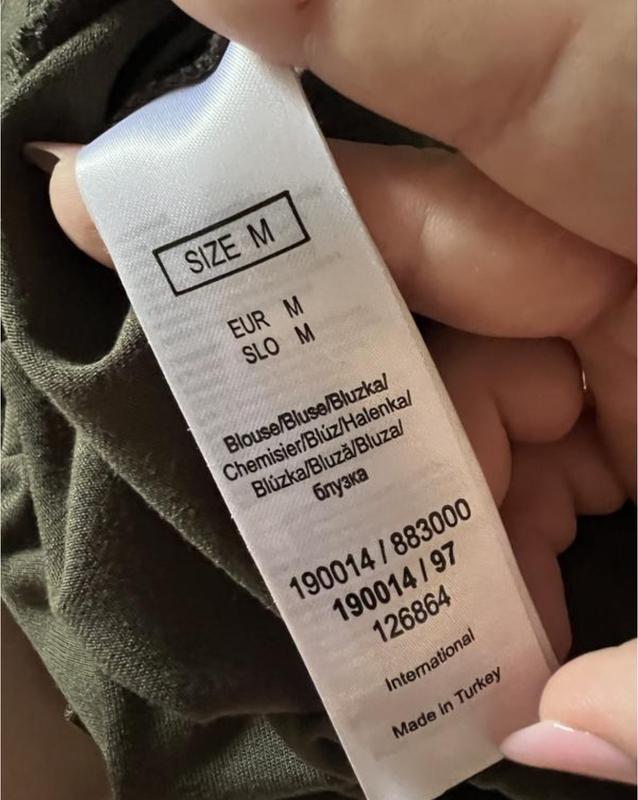 SIZE M
EUR M
SLO M
Blouse/Bluse/Bluzka/
Chemisier/Blúz/Halenka/
Blúzka/Bluză/Bluza/
блузка
190014 / 883000
190014 / 97
126864
International
Made in Turkey